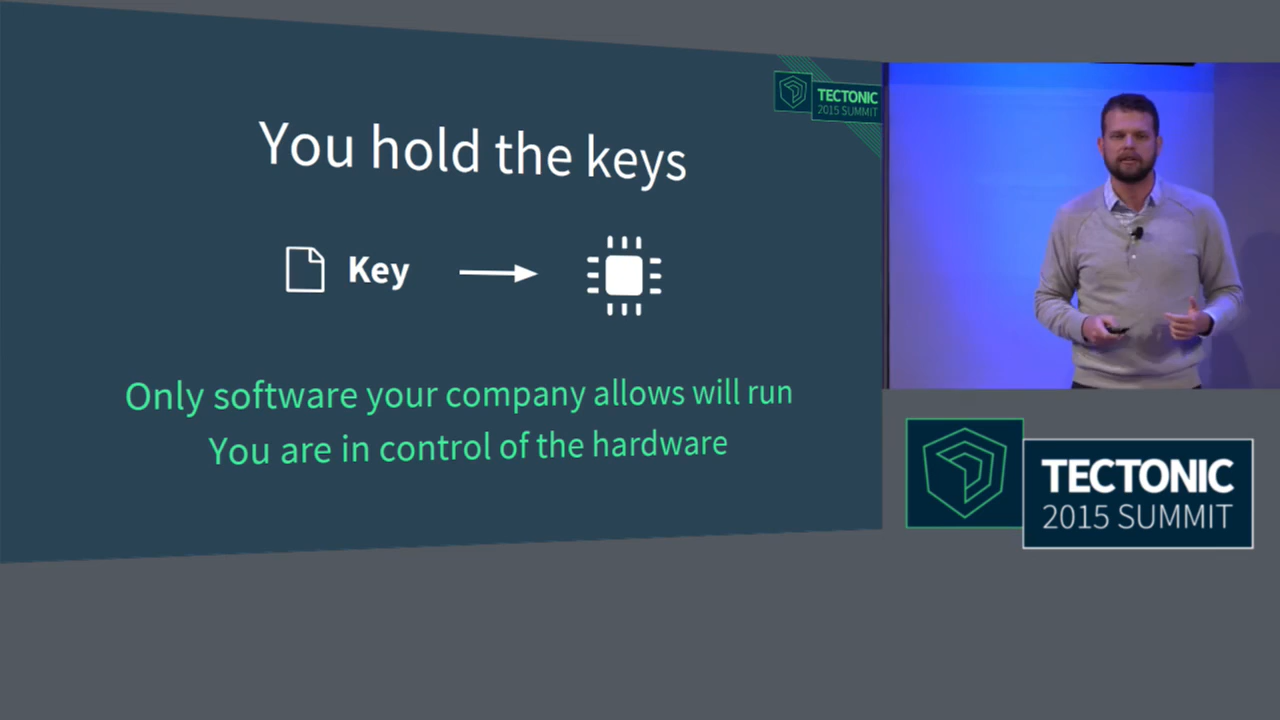 TECTONIC
2015 SUMMIT
You hold the keys
Key
Only software your company allows will run
You are in control of the hardware
TECTONIC
2015 SUMMIT